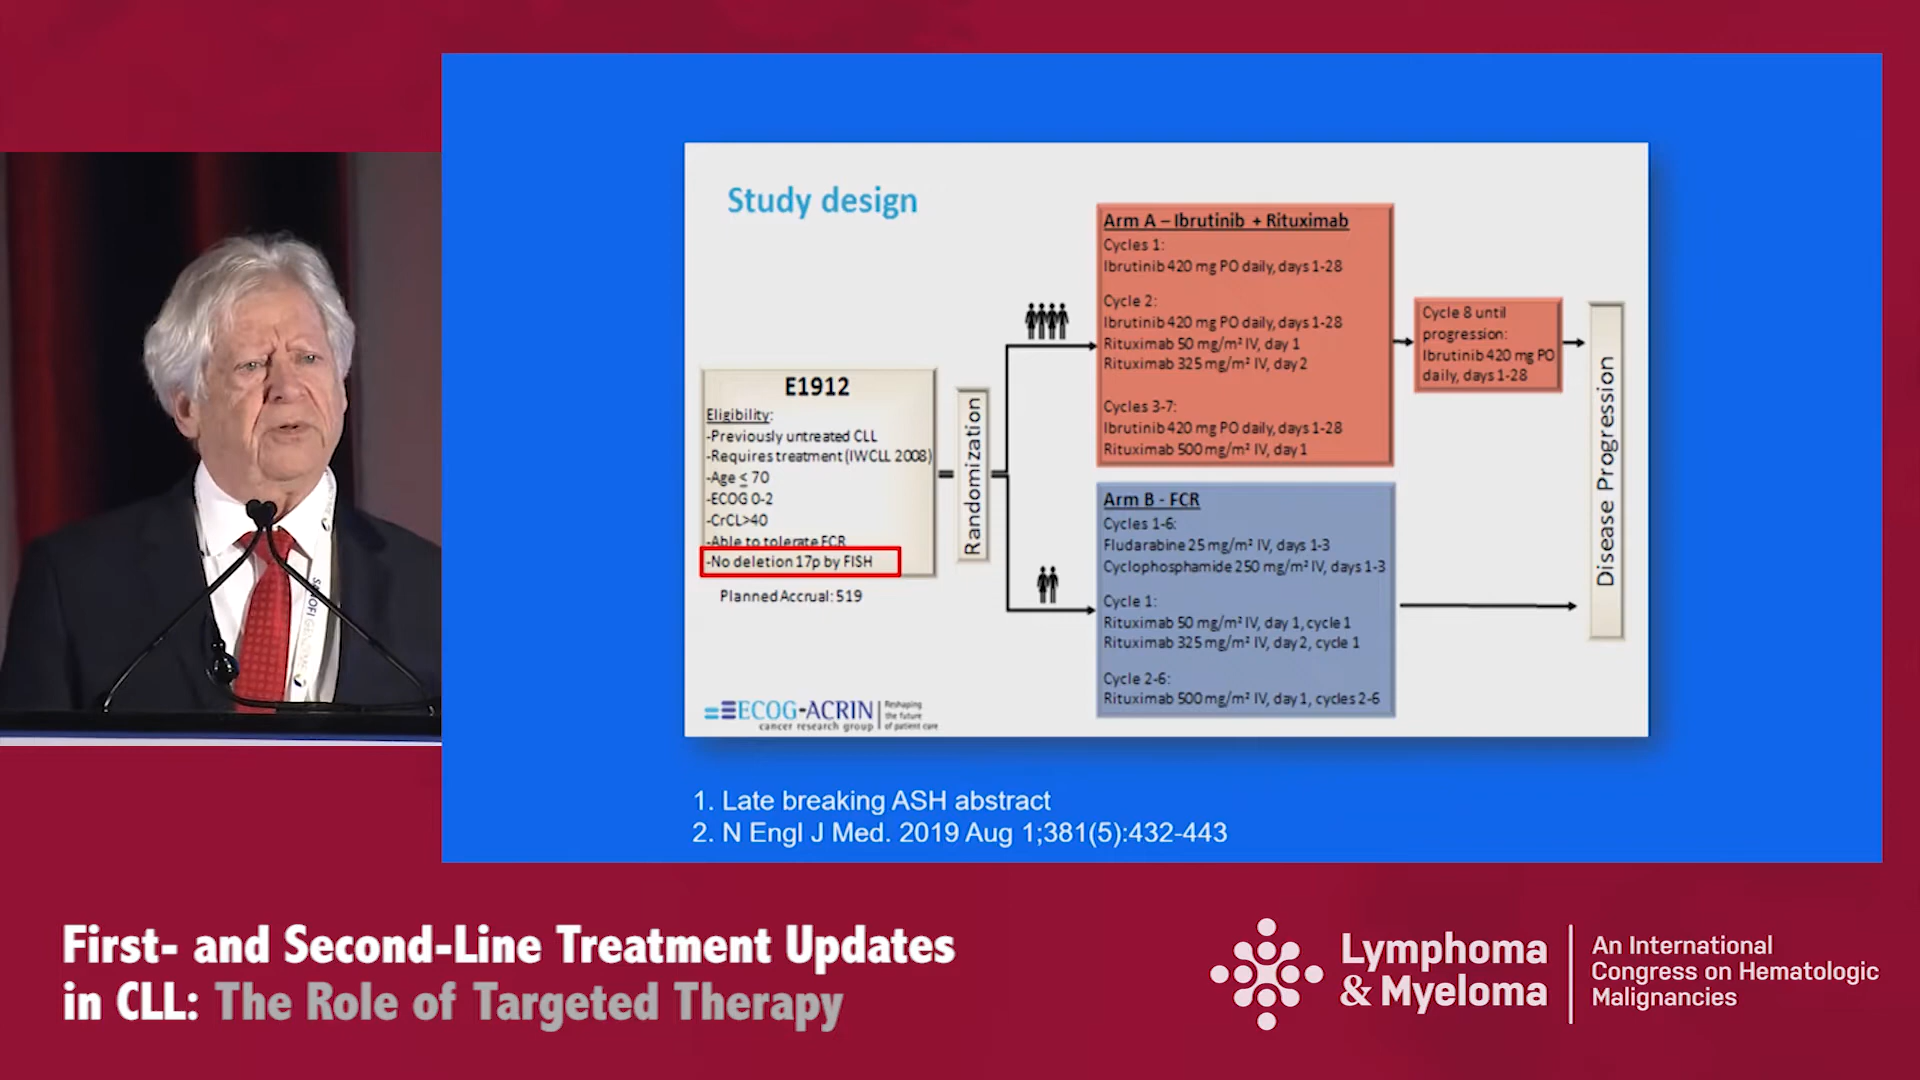 Study design
E1912
Eligibility:
-Previously untreated CLL
-Requires treatment (IWCLL 2008)
-Age ≤ 70
-ECOG 0-2
-CrCL>40
-Able to tolerate FCR
-No deletion 17p by FISH
Planned Accrual: 519
Randomization
Arm A – Ibrutinib + Rituximab
Cycles 1:
Ibrutinib 420 mg PO daily, days 1-28
Cycle 2:
Ibrutinib 420 mg PO daily, days 1-28
Rituximab 50 mg/m² IV, day 1
Rituximab 325 mg/m² IV, day 2
Cycles 3-7:
Ibrutinib 420 mg PO daily, days 1-28
Rituximab 500 mg/m² IV, day 1
Cycle 8 until
progression:
Ibrutinib 420 mg PO
daily, days 1-28
Arm B - FCR
Cycles 1-6:
Fludarabine 25 mg/m² IV, days 1-3
Cyclophosphamide 250 mg/m² IV, days 1-3
Cycle 1:
Rituximab 50 mg/m² IV, day 1, cycle 1
Rituximab 325 mg/m² IV, day 2, cycle 1
Cycle 2-6:
Rituximab 500 mg/m² IV, day 1, cycles 2-6
Disease Progression
ECOG-ACRIN
cancer research group
Reshaping
the future
of patient care
1. Late breaking ASH abstract
2. N Engl J Med. 2019 Aug 1;381(5):432-443
First- and Second-Line Treatment Updates
in CLL: The Role of Targeted Therapy
Lymphoma
& Myeloma
An International
Congress on Hematologic
Malignancies